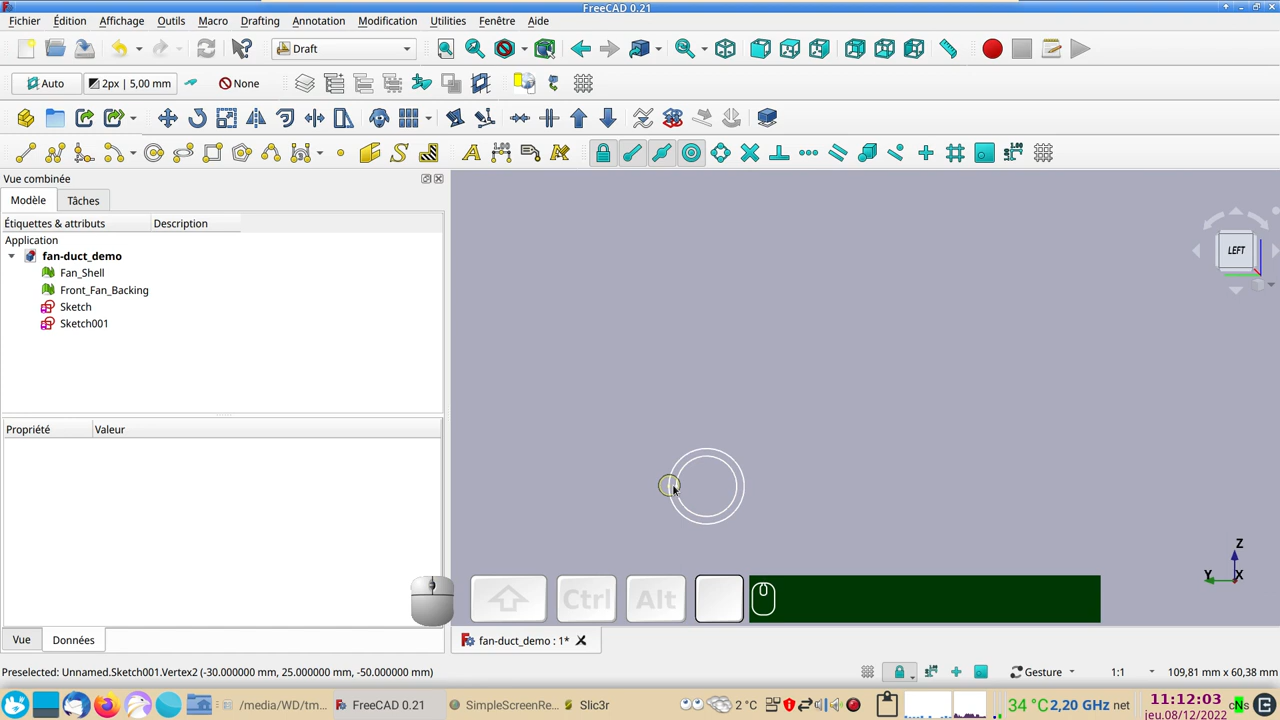 FreeCAD 0.21
Fichier Édition Affichage Outils Macro Drafting Annotation Modification Utilities Fenêtre Aide
Draft
Auto 2px | 5,00 mm None
Vue combinée
Modèle Tâches
Étiquettes & attributs Description
Application
fan-duct_demo
Fan_Shell
Front_Fan_Backing
Sketch
Sketch001
Propriété Valeur
LEFT
Z
Y X
Ctrl Alt
Vue Données
fan-duct_demo : 1*
Preselected: Unnamed.Sketch001.Vertex2 (-30.000000 mm, 25.000000 mm, -50.000000 mm) Gesture 1:1 109,81 mm x 60,38 mm
/media/WD/tm... FreeCAD 0.21 SimpleScreenRe... Slic3r 2 °C 34 °C 2,20 GHz net 11:12:03
jeu.08/12/2022